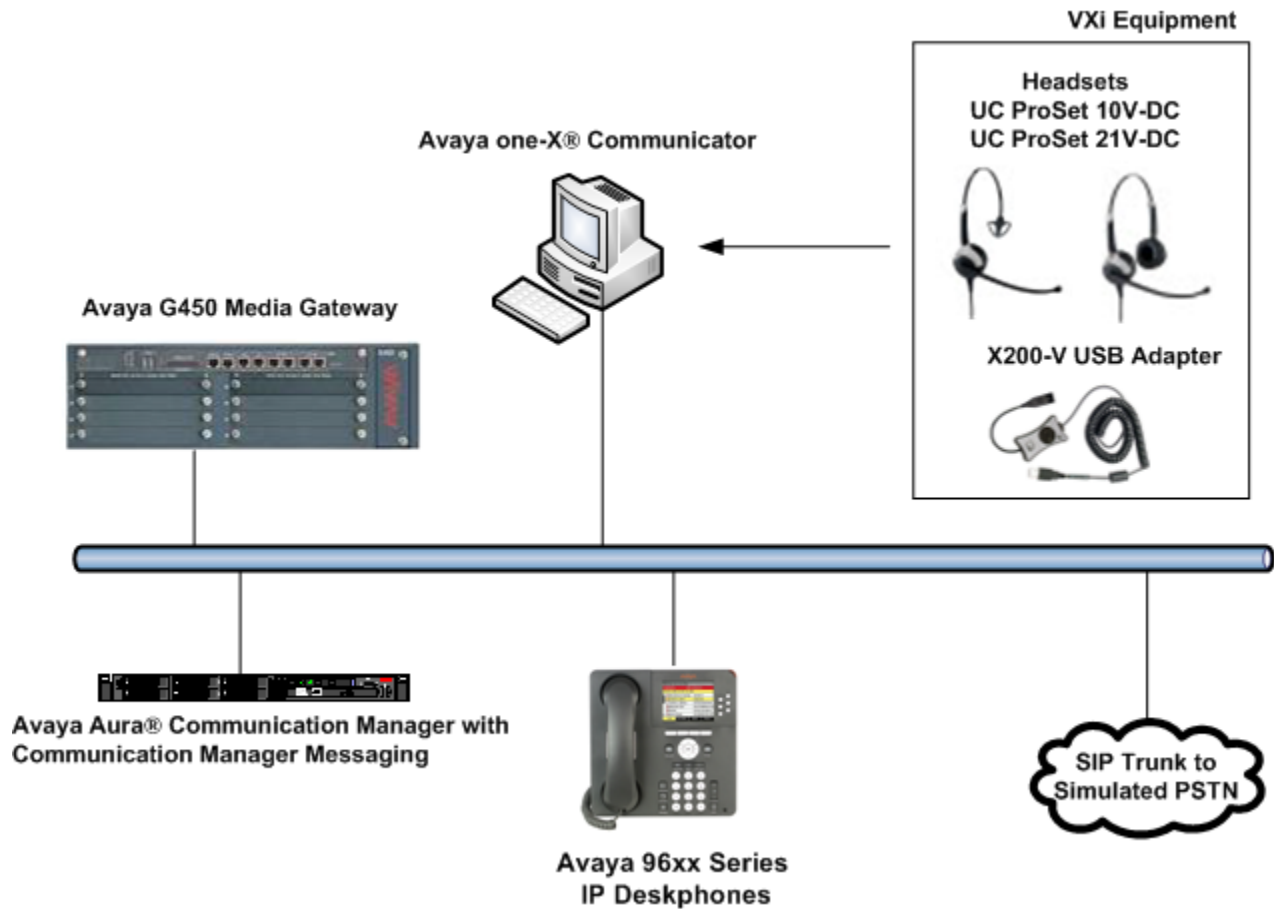 VXi Equipment
Headsets
UC ProSet 10V-DC
UC ProSet 21V-DC
Avaya one-X® Communicator
X200-V USB Adapter
Avaya G450 Media Gateway
Avaya Aura® Communication Manager with
Communication Manager Messaging
Avaya 96xx Series
IP Deskphones
SIP Trunk to
Simulated PSTN